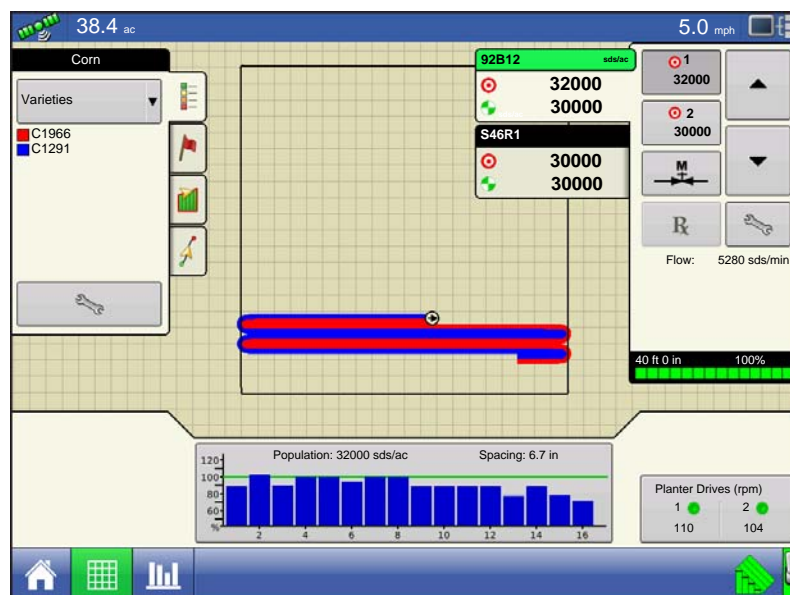 38.4 ac
5.0 mph
Corn
Varieties
C1966
C1291
92B12 sds/ac
32000
30000
S46R1
30000
30000
1
32000
2
30000
M
Rx
Flow: 5280 sds/min
40 ft 0 in 100%
Population: 32000 sds/ac Spacing: 6.7 in
120
100
80
60
%
2 4 6 8 10 12 14 16
Planter Drives (rpm)
1 2
110 104